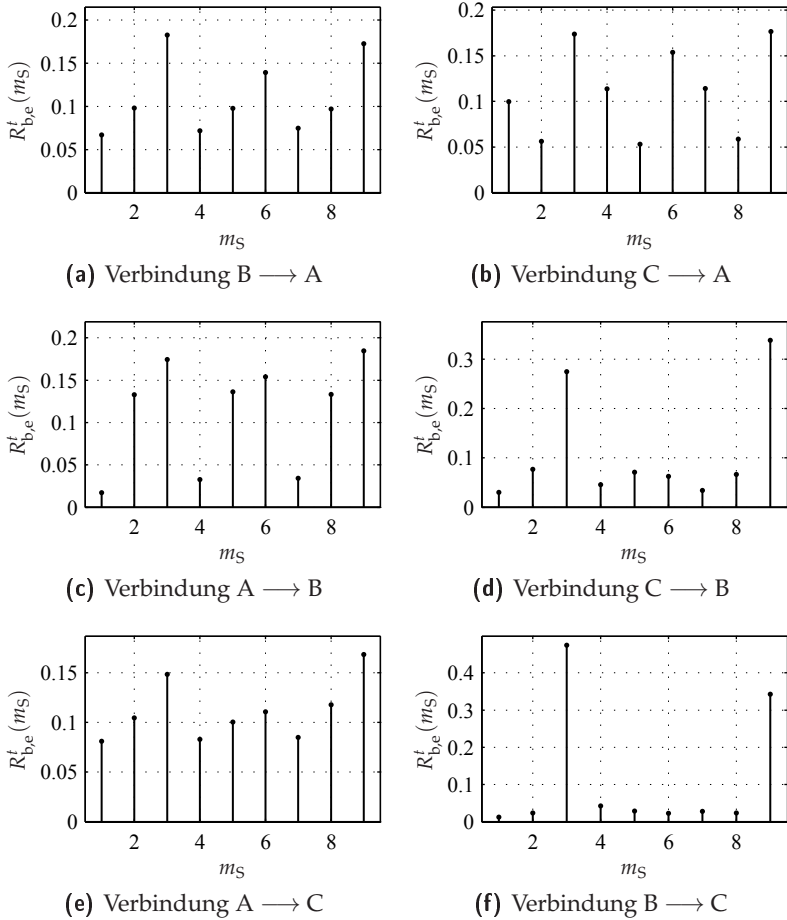 0.2
0.15
0.1
0.05
0
2 4 6 8
R^t_{b,e}(m_S)
m_S
(a) Verbindung B ⟶ A
0.2
0.15
0.1
0.05
0
2 4 6 8
R^t_{b,e}(m_S)
m_S
(b) Verbindung C ⟶ A
0.2
0.15
0.1
0.05
0
2 4 6 8
R^t_{b,e}(m_S)
m_S
(c) Verbindung A ⟶ B
0.3
0.2
0.1
0
2 4 6 8
R^t_{b,e}(m_S)
m_S
(d) Verbindung C ⟶ B
0.15
0.1
0.05
0
2 4 6 8
R^t_{b,e}(m_S)
m_S
(e) Verbindung A ⟶ C
0.4
0.3
0.2
0.1
0
2 4 6 8
R^t_{b,e}(m_S)
m_S
(f) Verbindung B ⟶ C